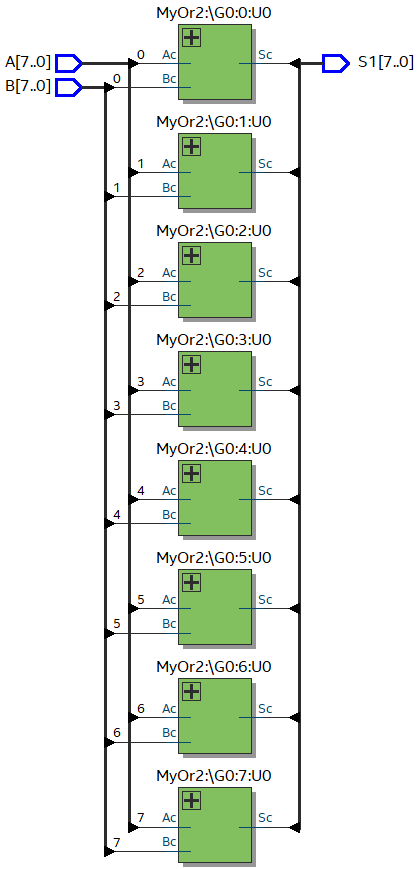 MyOr2:\G0:0:U0
A[7..0] 0 Ac Sc S1[7..0]
B[7..0] 0 Bc
MyOr2:\G0:1:U0
1 Ac Sc
1 Bc
MyOr2:\G0:2:U0
2 Ac Sc
2 Bc
MyOr2:\G0:3:U0
3 Ac Sc
3 Bc
MyOr2:\G0:4:U0
4 Ac Sc
4 Bc
MyOr2:\G0:5:U0
5 Ac Sc
5 Bc
MyOr2:\G0:6:U0
6 Ac Sc
6 Bc
MyOr2:\G0:7:U0
7 Ac Sc
7 Bc